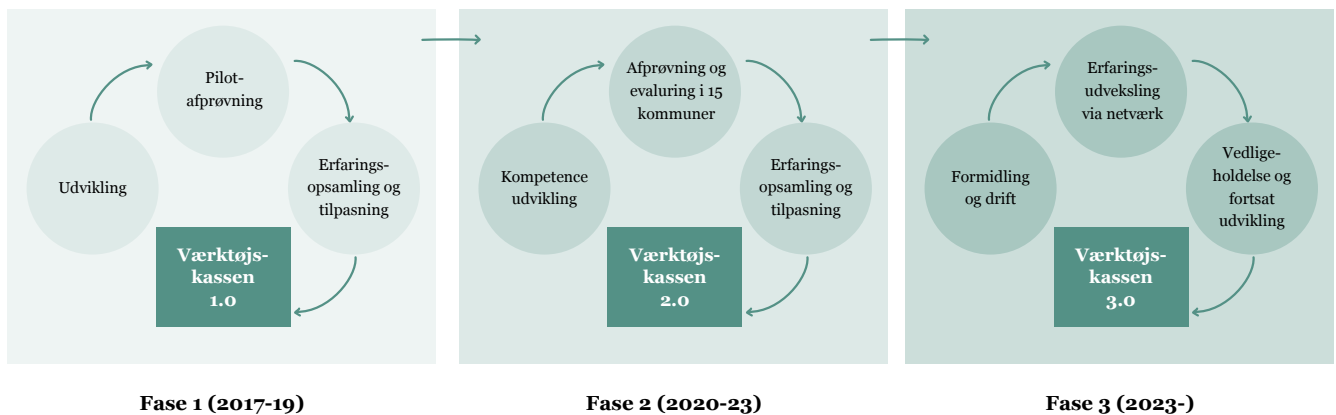 Pilot-
afprøvning
Udvikling
Erfarings-
opsamling og
tilpasning
Værktøjs-
kassen
1.0
Fase 1 (2017-19)
Afprøvning og
evaluring i 15
kommuner
Kompetence
udvikling
Erfarings-
opsamling og
tilpasning
Værktøjs-
kassen
2.0
Fase 2 (2020-23)
Erfarings-
udveksling
via netværk
Formidling
og drift
Vedlige-
holdelse og
fortsat
udvikling
Værktøjs-
kassen
3.0
Fase 3 (2023-)